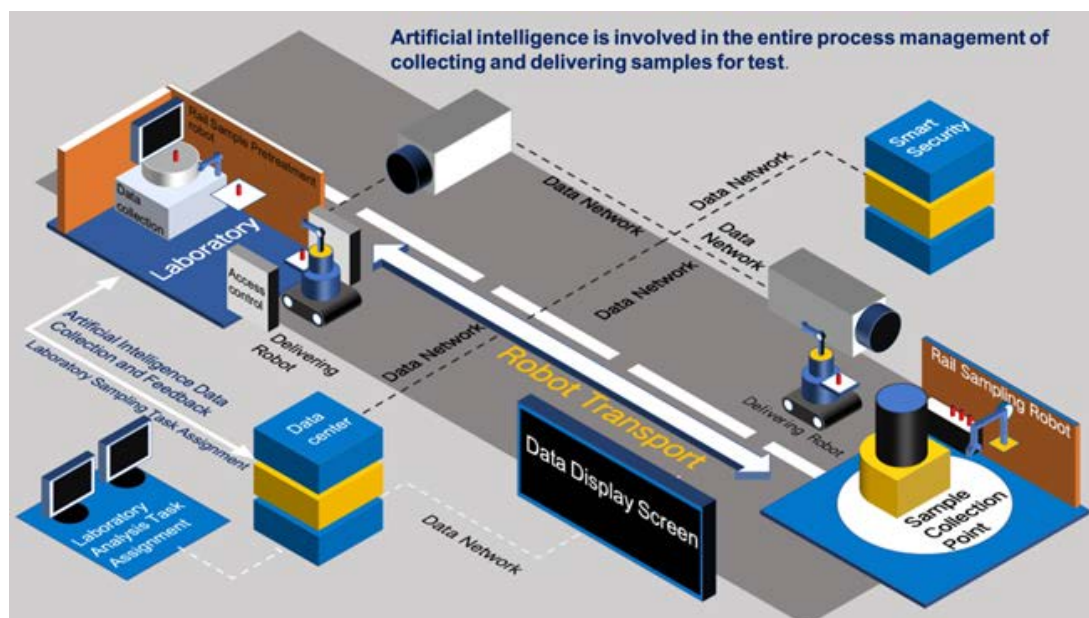 Artificial intelligence is involved in the entire process management of
collecting and delivering samples for test.
Rail Sample Pretreatment
robot
Data
collection
Laboratory
Access
control
Delivering
Robot
Smart
Security
Data Network
Data Network
Data
Network
Data Network
Data Network
Robot Transport
Artificial Intelligence Data
Collection and Feedback
Laboratory Sampling Task Assignment
Data
center
Laboratory
Analysis Task
Assignment
Data Network
Data Display Screen
Delivering Robot
Rail Sampling Robot
Sample
Collection
Point